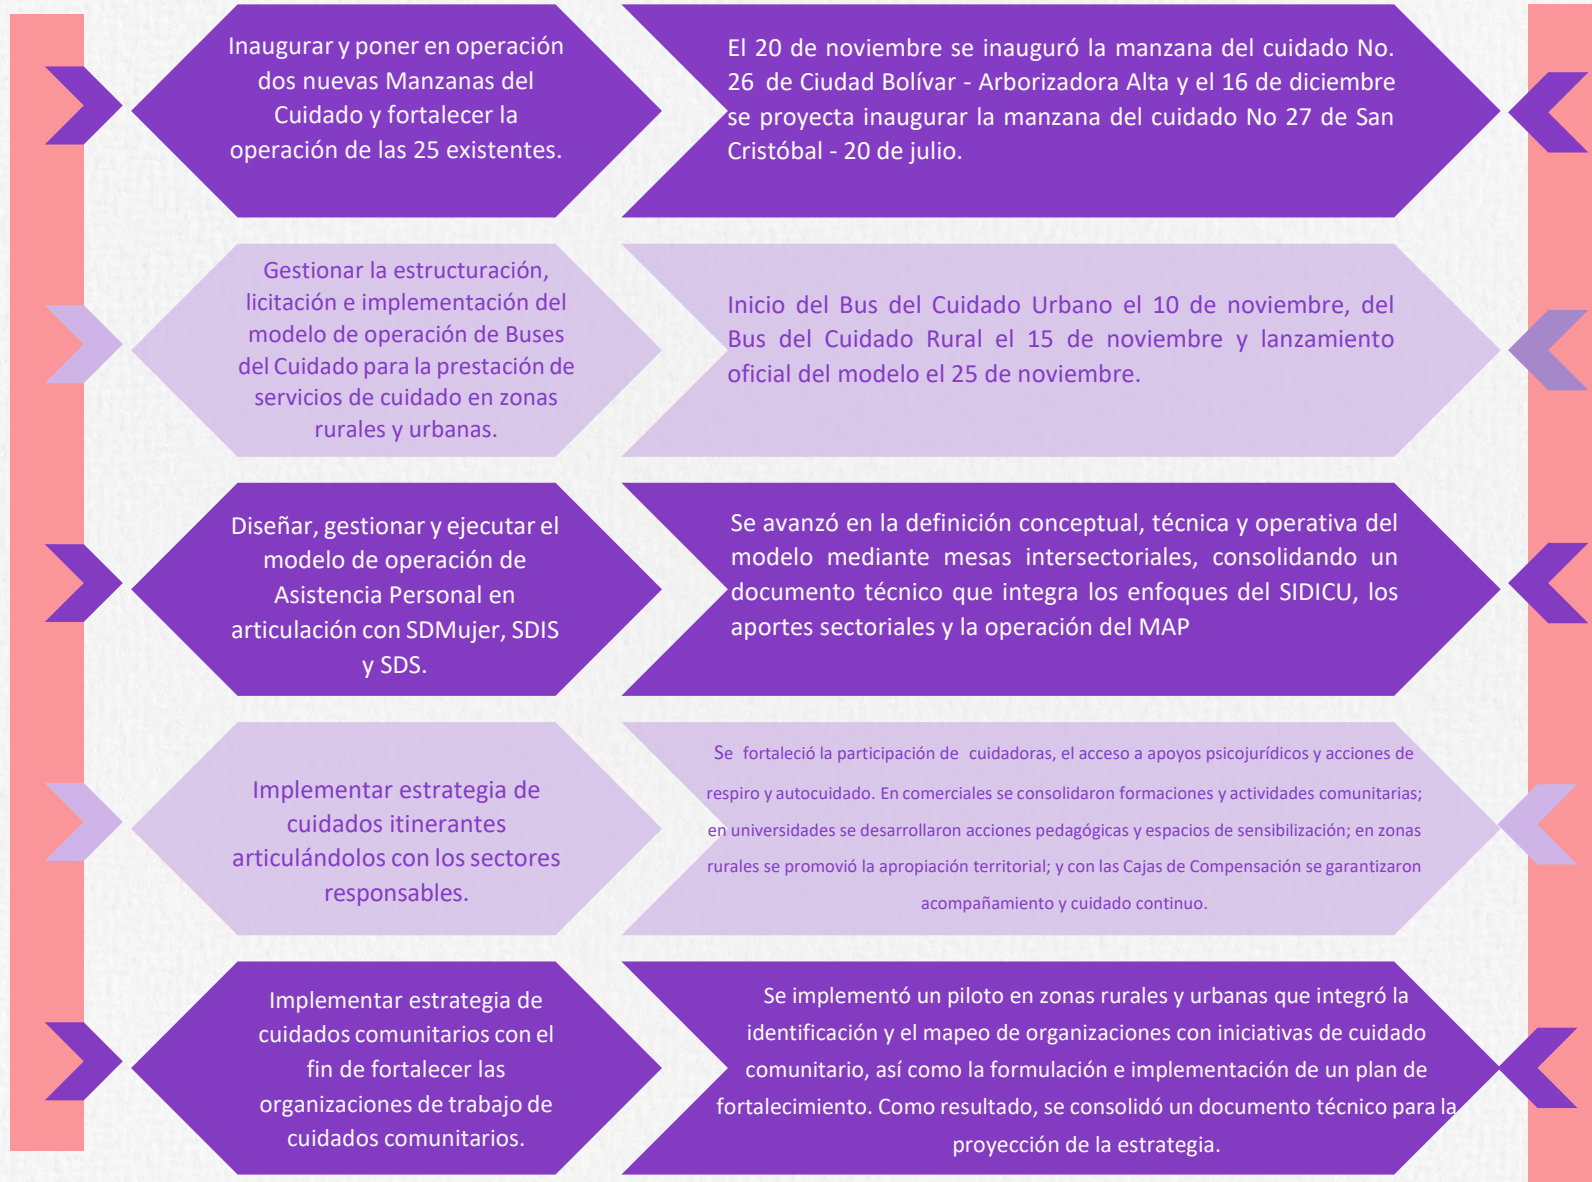 Inaugurar y poner en operación
dos nuevas Manzanas del
Cuidado y fortalecer la
operación de las 25 existentes.
El 20 de noviembre se inauguró la manzana del cuidado No.
26 de Ciudad Bolívar - Arborizadora Alta y el 16 de diciembre
se proyecta inaugurar la manzana del cuidado No 27 de San
Cristóbal - 20 de julio.
Gestionar la estructuración,
licitación e implementación del
modelo de operación de Buses
del Cuidado para la prestación de
servicios de cuidado en zonas
rurales y urbanas.
Inicio del Bus del Cuidado Urbano el 10 de noviembre, del
Bus del Cuidado Rural el 15 de noviembre y lanzamiento
oficial del modelo el 25 de noviembre.
Diseñar, gestionar y ejecutar el
modelo de operación de
Asistencia Personal en
articulación con SDMujer, SDIS
y SDS.
Se avanzó en la definición conceptual, técnica y operativa del
modelo mediante mesas intersectoriales, consolidando un
documento técnico que integra los enfoques del SIDICU, los
aportes sectoriales y la operación del MAP
Implementar estrategia de
cuidados itinerantes
articulándolos con los sectores
responsables.
Se fortaleció la participación de cuidadoras, el acceso a apoyos psicojurídicos y acciones de
respiro y autocuidado. En comerciales se consolidaron formaciones y actividades comunitarias;
en universidades se desarrollaron acciones pedagógicas y espacios de sensibilización; en zonas
rurales se promovió la apropiación territorial; y con las Cajas de Compensación se garantizaron
acompañamiento y cuidado continuo.
Implementar estrategia de
cuidados comunitarios con el
fin de fortalecer las
organizaciones de trabajo de
cuidados comunitarios.
Se implementó un piloto en zonas rurales y urbanas que integró la
identificación y el mapeo de organizaciones con iniciativas de cuidado
comunitario, así como la formulación e implementación de un plan de
fortalecimiento. Como resultado, se consolidó un documento técnico para la
proyección de la estrategia.